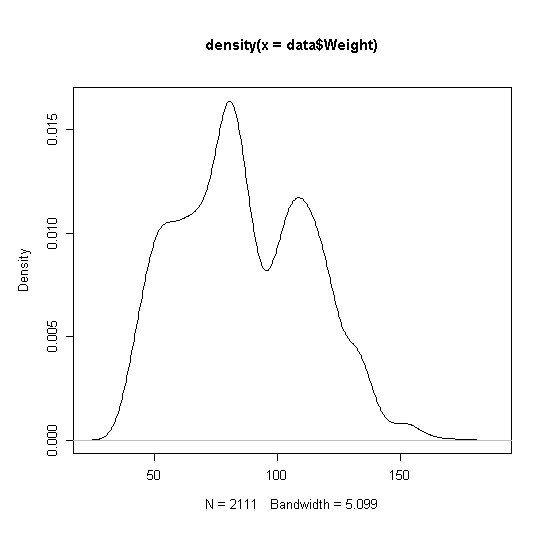 density(x = data$Weight)
Density
0.000
0.005
0.010
0.015
50
100
150
N = 2111   Bandwidth = 5.099